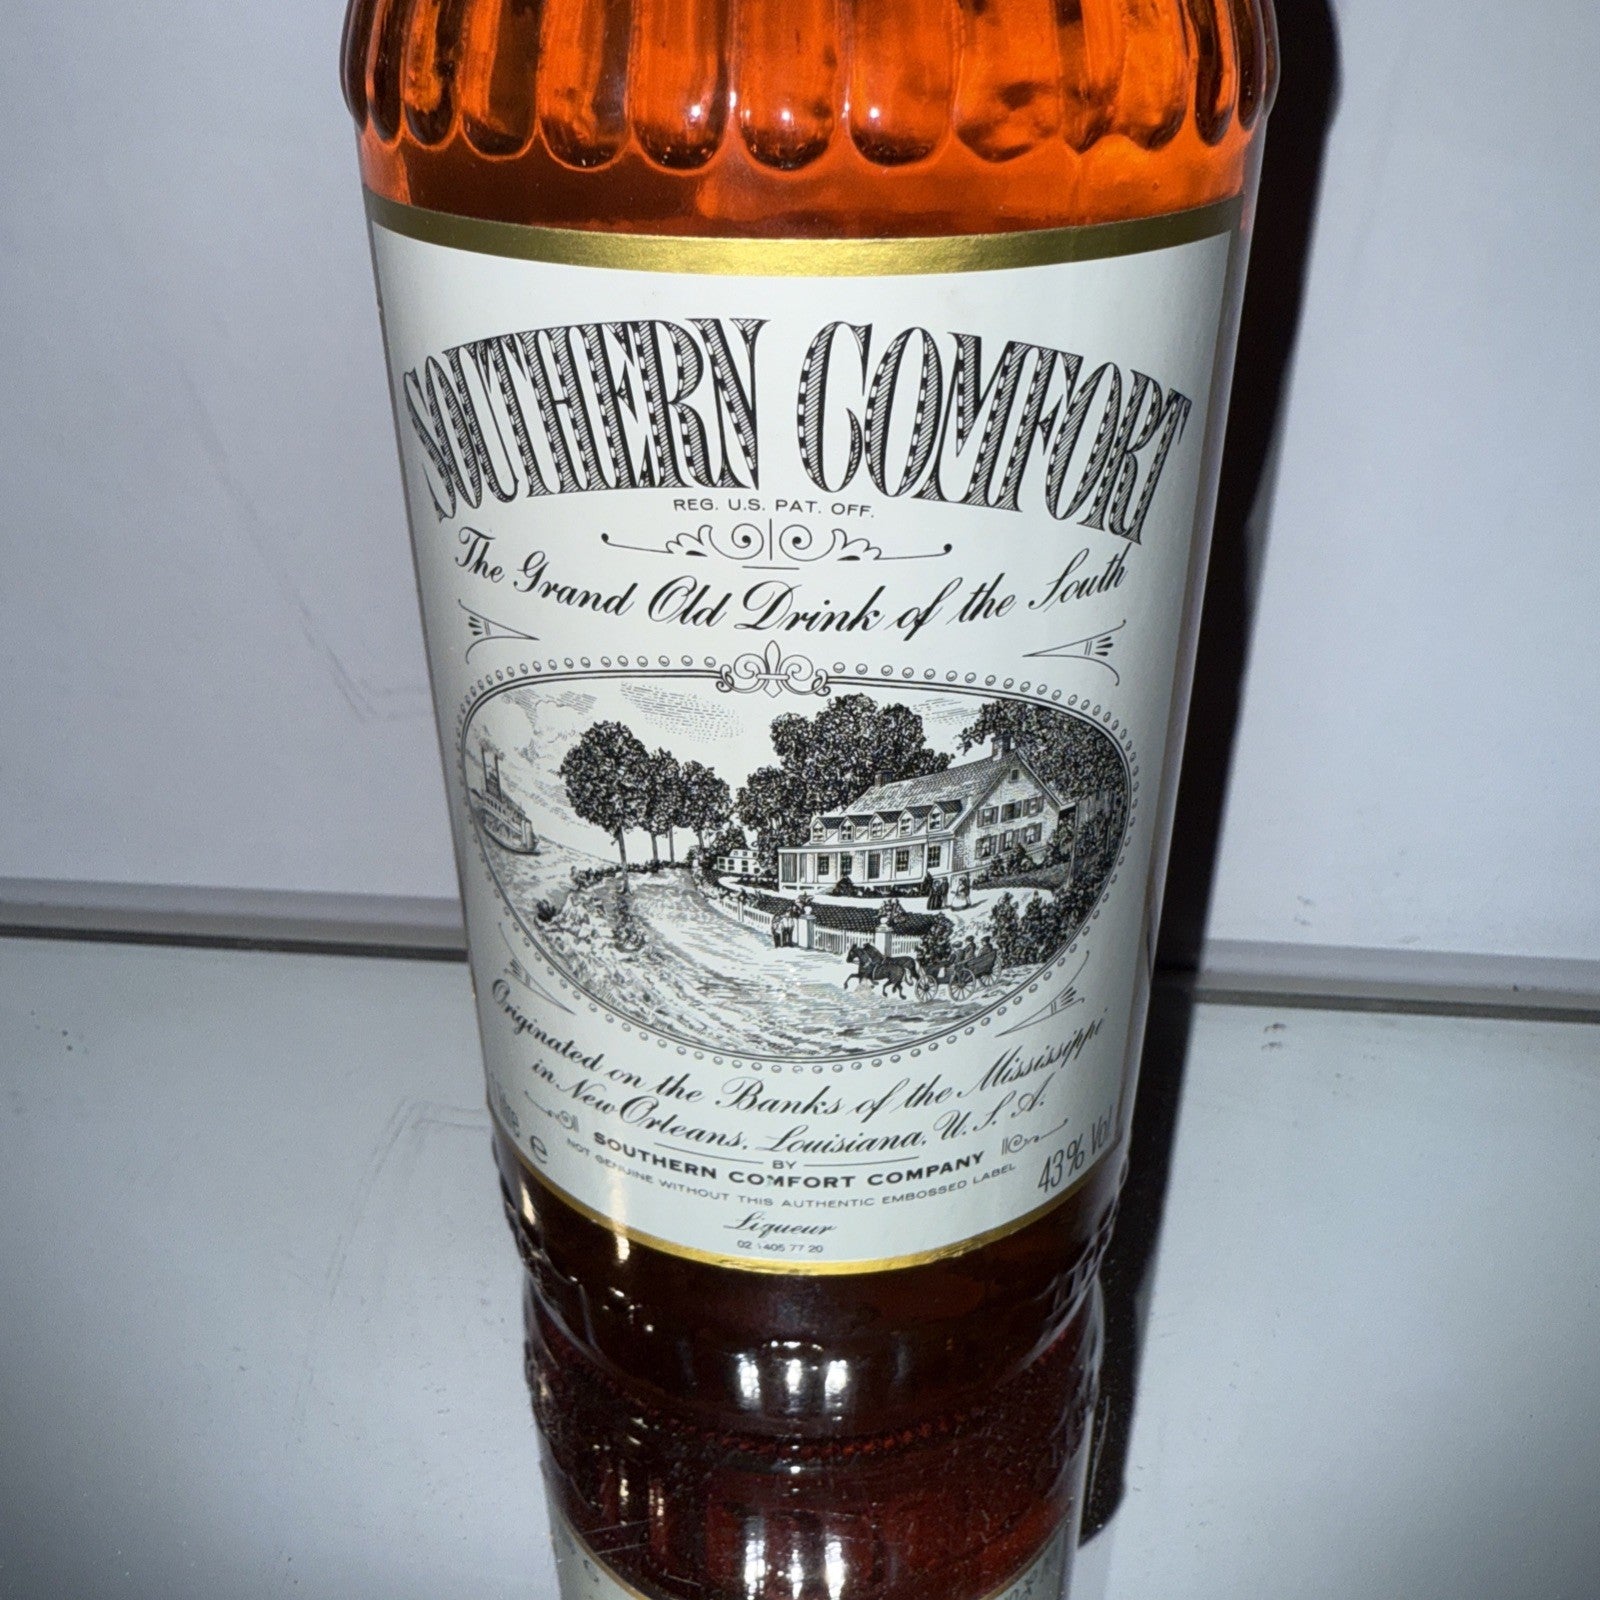 SOUTHERN COMFORT
REG. U.S. PAT. OFF.
The Grand Old Drink of the South
Originated on the Banks of the Mississippi
in New Orleans, Louisiana, U.S.A.
BY
SOUTHERN COMFORT COMPANY
NOT GENUINE WITHOUT THIS AUTHENTIC EMBOSSED LABEL
e
43% Vol
Liqueur